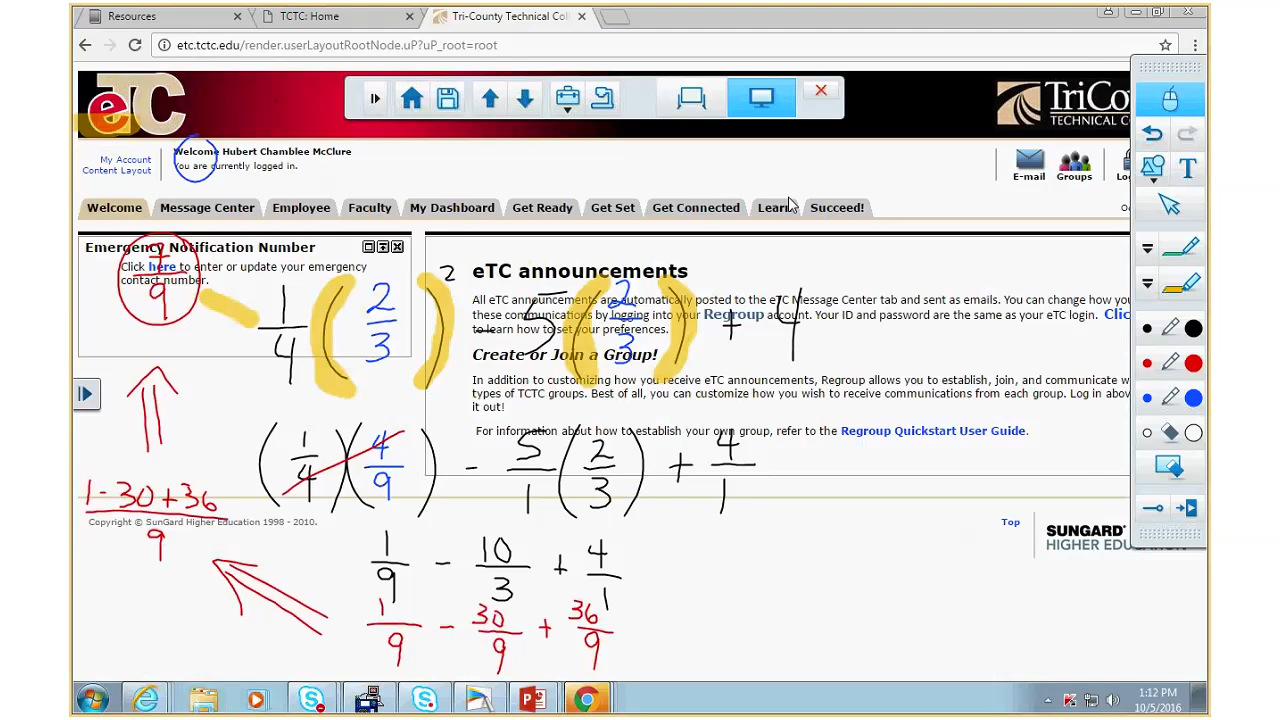 Resources TCTC: Home Tri-County Technical Col
etc.tctc.edu/render.userLayoutRootNode.uP?uP_root=root
eTC
TriCou
TECHNICAL CO
My Account
Content Layout
Welcome Hubert Chamblee McClure
You are currently logged in.
E-mail Groups Lo
Welcome Message Center Employee Faculty My Dashboard Get Ready Get Set Get Connected Learn Succeed!
Emergency Notification Number
Click here to enter or update your emergency
contact number.
eTC announcements
All eTC announcements are automatically posted to the eTC Message Center tab and sent as emails. You can change how you
these communications by logging into your Regroup account. Your ID and password are the same as your eTC login. Clic
to learn how to set your preferences.
Create or Join a Group!
In addition to customizing how you receive eTC announcements, Regroup allows you to establish, join, and communicate w
types of TCTC groups. Best of all, you can customize how you wish to receive communications from each group. Log in above
it out!
For information about how to establish your own group, refer to the Regroup Quickstart User Guide.
7/9
1/4 (2/3)2 - 5 (2/3) + 4
(1/4)(4/9) - 5/1 (2/3) + 4/1
1-30+36/9
1/9 - 10/3 + 4/1
1/9 - 30/9 + 36/9
Copyright © SunGard Higher Education 1998 - 2010.
Top
SUNGARD
HIGHER EDUCATION
T
1:12 PM
10/5/2016